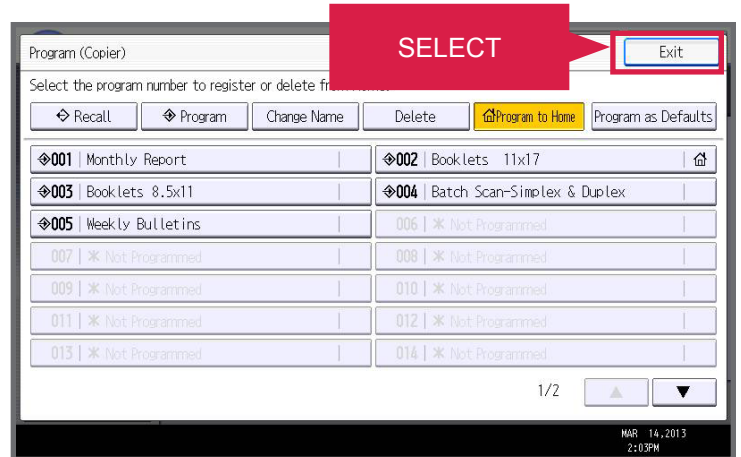 SELECT
Program (Copier)
Exit
Select the program number to register or delete
Recall Program Change Name Delete Program to Home Program as Defaults
001 Monthly Report
002 Booklets 11x17
003 Booklets 8.5x11
004 Batch Scan-Simplex & Duplex
005 Weekly Bulletins
006 * Not Programmed
007 * Not Programmed
008 * Not Programmed
009 * Not Programmed
010 * Not Programmed
011 * Not Programmed
012 * Not Programmed
013 * Not Programmed
014 * Not Programmed
1/2 ▲ ▼
MAR 14,2013
2:03PM